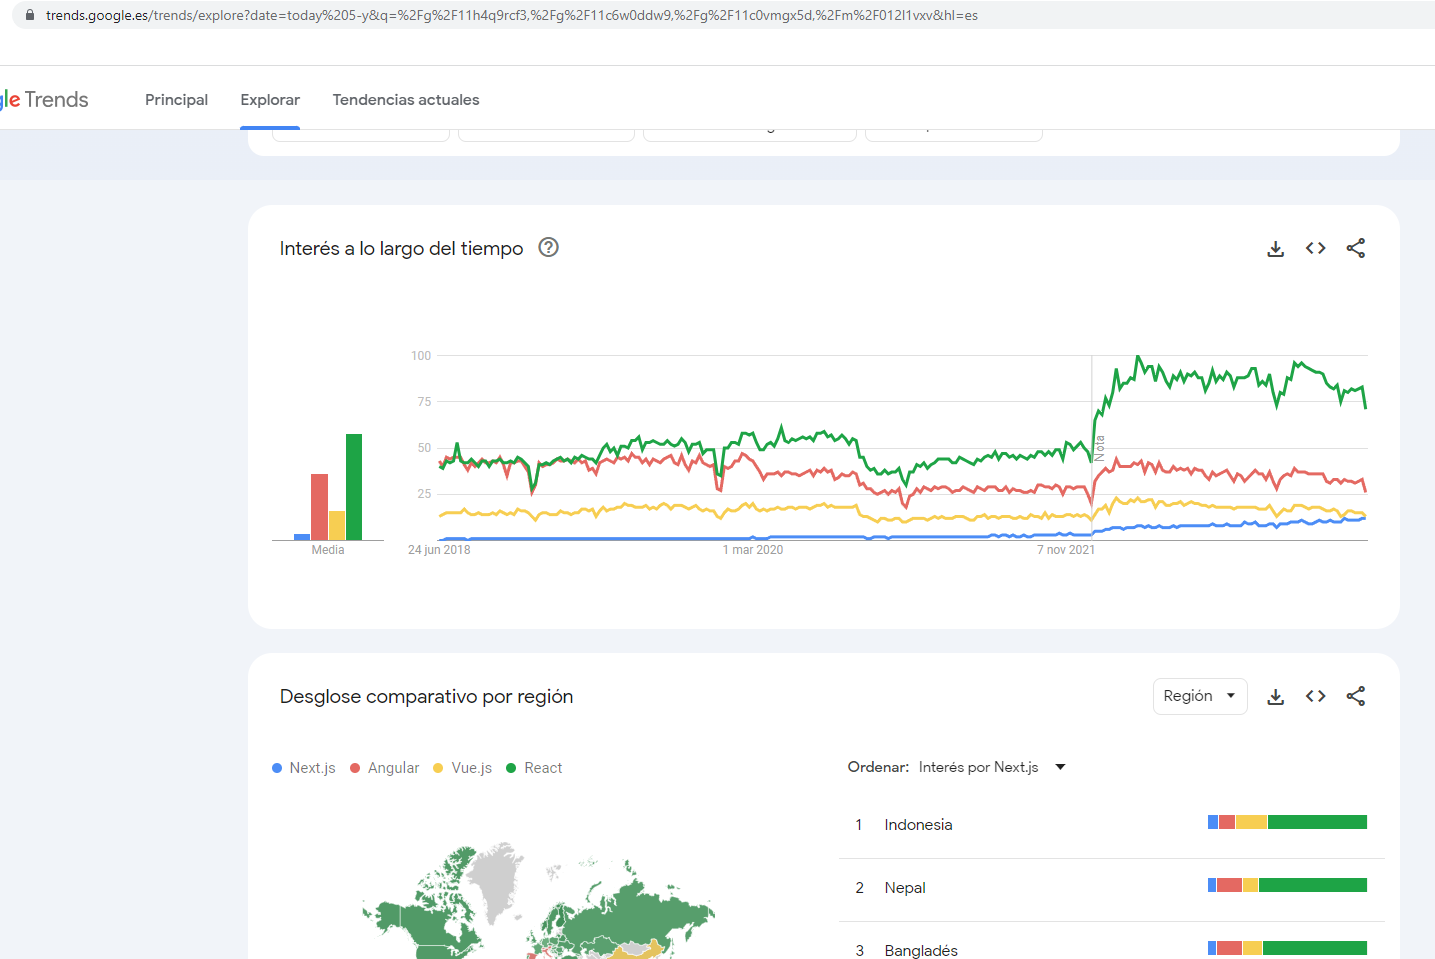 trends.google.es/trends/explore?date=today%205-y&q=%2Fg%2F11h4q9rcf3,%2Fg%2F11c6w0ddw9,%2Fg%2F11c0vmgx5d,%2Fm%2F012l1vxv&hl=es
gle Trends
Principal
Explorar
Tendencias actuales
Interés a lo largo del tiempo
100
75
50
25
Nota
Media
24 jun 2018
1 mar 2020
7 nov 2021
Desglose comparativo por región
Región
Next.js
Angular
Vue.js
React
Ordenar: Interés por Next.js
1 Indonesia
2 Nepal
3 Bangladés